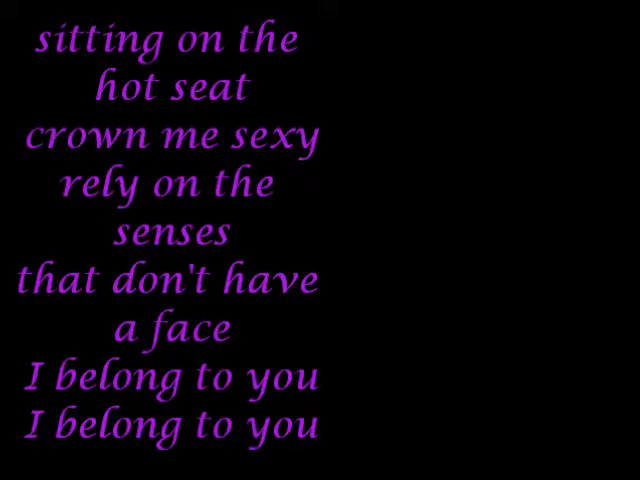 sitting on the
hot seat
crown me sexy
rely on the
senses
that don't have
a face
I belong to you
I belong to you